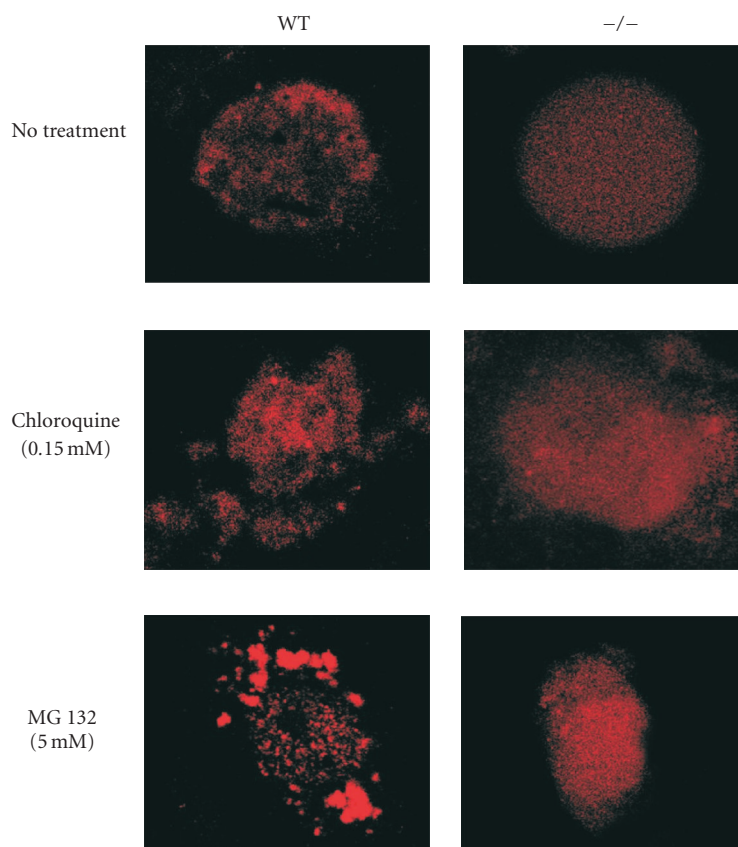 WT
−/−
No treatment
Chloroquine
(0.15 mM)
MG 132
(5 mM)